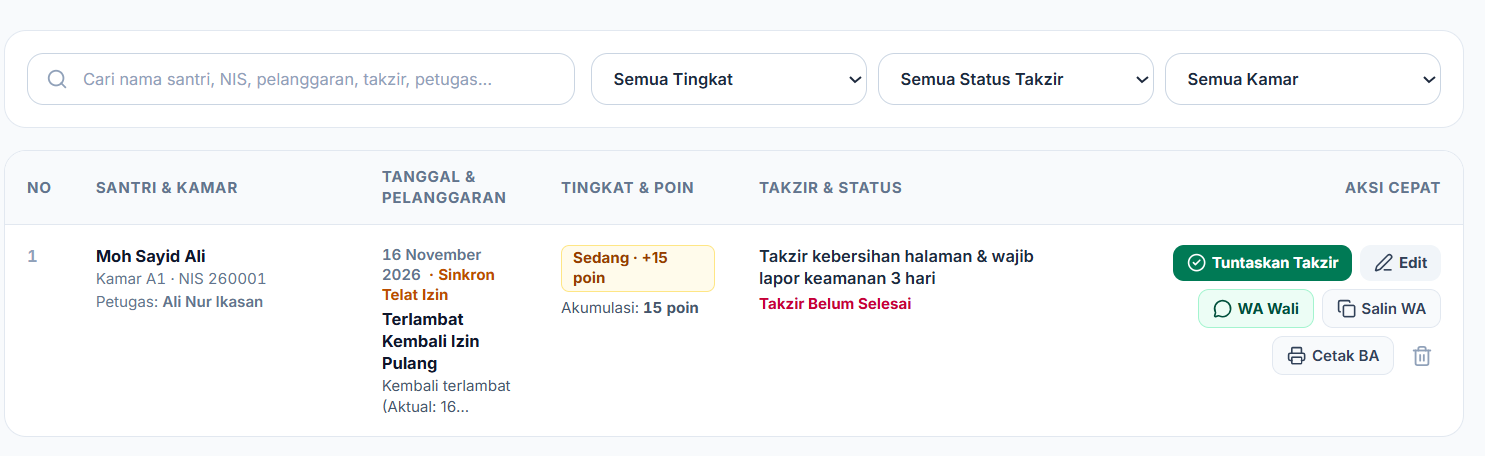 Cari nama santri, NIS, pelanggaran, takzir, petugas...
Semua Tingkat
Semua Status Takzir
Semua Kamar
NO
SANTRI & KAMAR
TANGGAL &
PELANGGARAN
TINGKAT & POIN
TAKZIR & STATUS
AKSI CEPAT
1
Moh Sayid Ali
Kamar A1 · NIS 260001
Petugas: Ali Nur Ikasan
16 November
2026 · Sinkron
Telat Izin
Terlambat
Kembali Izin
Pulang
Kembali terlambat
(Aktual: 16...
Sedang · +15
poin
Akumulasi: 15 poin
Takzir kebersihan halaman & wajib
lapor keamanan 3 hari
Takzir Belum Selesai
Tuntaskan Takzir
Edit
WA Wali
Salin WA
Cetak BA